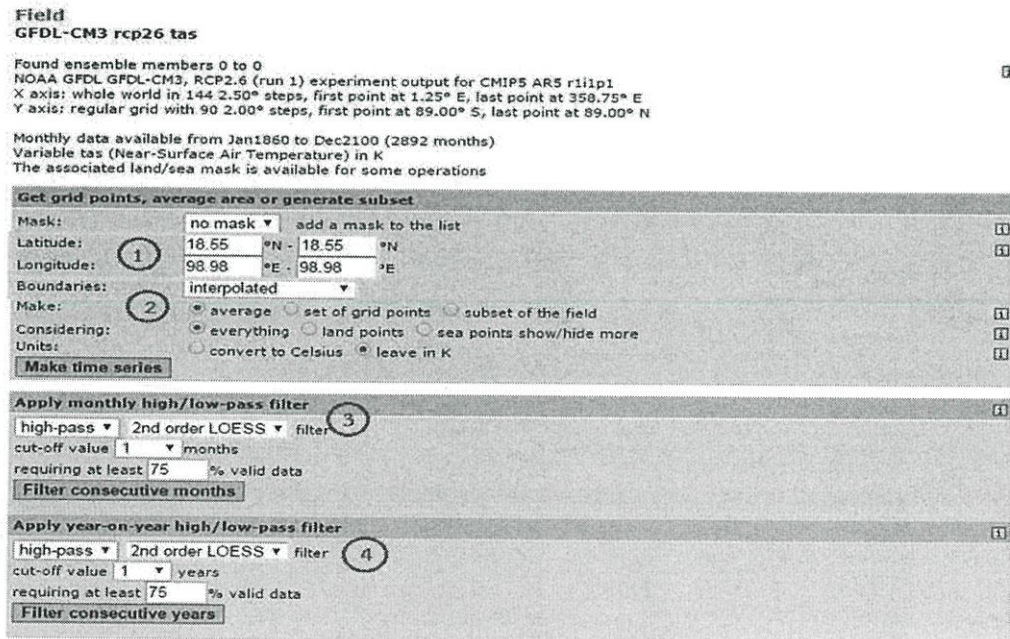 Field
GFDL-CM3 rcp26 tas
Found ensemble members 0 to 0
NOAA GFDL GFDL-CM3, RCP2.6 (run 1) experiment output for CMIP5 AR5 r1i1p1
X axis: whole world in 144 2.50° steps, first point at 1.25° E, last point at 358.75° E
Y axis: regular grid with 90 2.00° steps, first point at 89.00° S, last point at 89.00° N
Monthly data available from Jan1860 to Dec2100 (2892 months)
Variable tas (Near-Surface Air Temperature) in K
The associated land/sea mask is available for some operations
Get grid points, average area or generate subset
Mask: no mask ▼ add a mask to the list i
Latitude: 18.55 °N - 18.55 °N i
1
Longitude: 98.98 °E - 98.98 °E
Boundaries: interpolated ▼
Make: 2 average set of grid points subset of the field i
Considering: everything land points sea points show/hide more i
Units: convert to Celsius leave in K i
Make time series
Apply monthly high/low-pass filter i
high-pass ▼ 2nd order LOESS ▼ filter 3
cut-off value 1 ▼ months
requiring at least 75 % valid data
Filter consecutive months
Apply year-on-year high/low-pass filter i
high-pass ▼ 2nd order LOESS ▼ filter 4
cut-off value 1 ▼ years
requiring at least 75 % valid data
Filter consecutive years